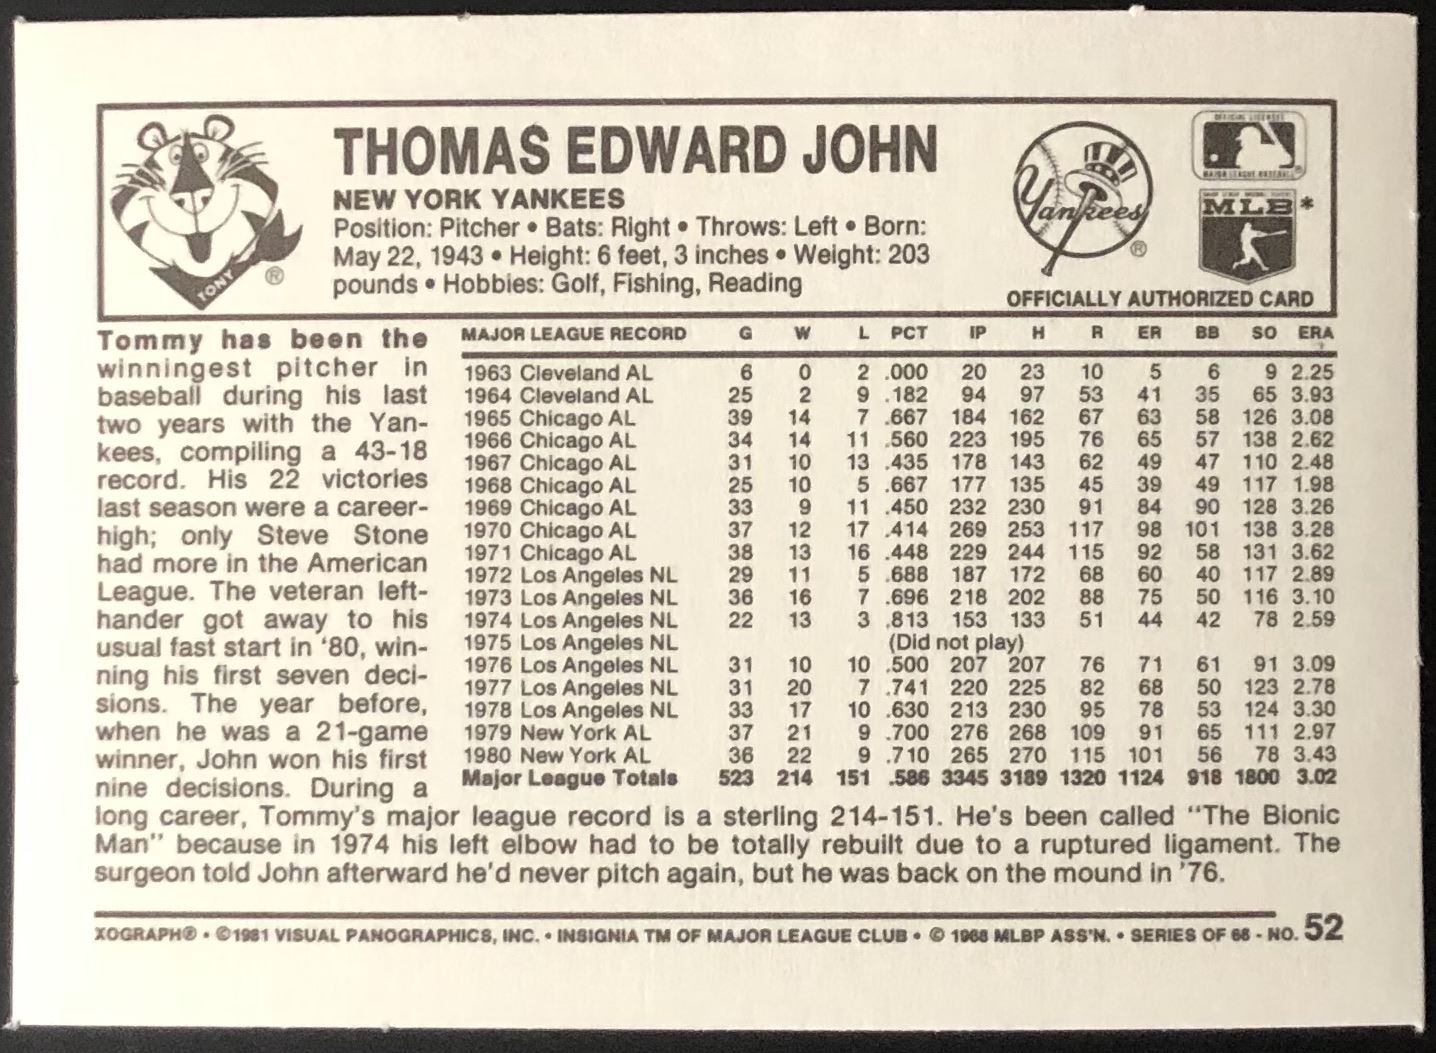 TONY
®
THOMAS EDWARD JOHN
NEW YORK YANKEES
Position: Pitcher • Bats: Right • Throws: Left • Born:
May 22, 1943 • Height: 6 feet, 3 inches • Weight: 203
pounds • Hobbies: Golf, Fishing, Reading
Yankees
®
OFFICIAL LICENSEE
MAJOR LEAGUE BASEBALL
®
MLB *
OFFICIALLY AUTHORIZED CARD
Tommy has been the
winningest pitcher in
baseball during his last
two years with the Yan-
kees, compiling a 43-18
record. His 22 victories
last season were a career-
high; only Steve Stone
had more in the American
League. The veteran left-
hander got away to his
usual fast start in '80, win-
ning his first seven deci-
sions. The year before,
when he was a 21-game
winner, John won his first
nine decisions. During a
MAJOR LEAGUE RECORD G W L PCT IP H R ER BB SO ERA
1963 Cleveland AL 6 0 2 .000 20 23 10 5 6 9 2.25
1964 Cleveland AL 25 2 9 .182 94 97 53 41 35 65 3.93
1965 Chicago AL 39 14 7 .667 184 162 67 63 58 126 3.08
1966 Chicago AL 34 14 11 .560 223 195 76 65 57 138 2.62
1967 Chicago AL 31 10 13 .435 178 143 62 49 47 110 2.48
1968 Chicago AL 25 10 5 .667 177 135 45 39 49 117 1.98
1969 Chicago AL 33 9 11 .450 232 230 91 84 90 128 3.26
1970 Chicago AL 37 12 17 .414 269 253 117 98 101 138 3.28
1971 Chicago AL 38 13 16 .448 229 244 115 92 58 131 3.62
1972 Los Angeles NL 29 11 5 .688 187 172 68 60 40 117 2.89
1973 Los Angeles NL 36 16 7 .696 218 202 88 75 50 116 3.10
1974 Los Angeles NL 22 13 3 .813 153 133 51 44 42 78 2.59
1975 Los Angeles NL (Did not play)
1976 Los Angeles NL 31 10 10 .500 207 207 76 71 61 91 3.09
1977 Los Angeles NL 31 20 7 .741 220 225 82 68 50 123 2.78
1978 Los Angeles NL 33 17 10 .630 213 230 95 78 53 124 3.30
1979 New York AL 37 21 9 .700 276 268 109 91 65 111 2.97
1980 New York AL 36 22 9 .710 265 270 115 101 56 78 3.43
Major League Totals 523 214 151 .586 3345 3189 1320 1124 918 1800 3.02
long career, Tommy's major league record is a sterling 214-151. He's been called "The Bionic
Man" because in 1974 his left elbow had to be totally rebuilt due to a ruptured ligament. The
surgeon told John afterward he'd never pitch again, but he was back on the mound in '76.
XOGRAPH® • ©1981 VISUAL PANOGRAPHICS, INC. • INSIGNIA TM OF MAJOR LEAGUE CLUB • © 1968 MLBP ASS'N. • SERIES OF 66 - NO. 52